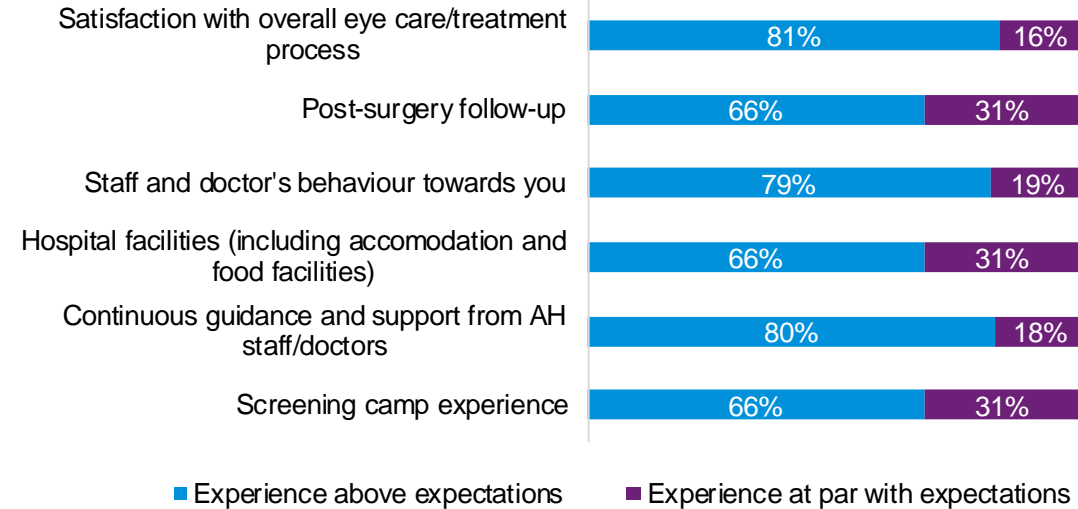 Satisfaction with overall eye care/treatment
process
81%
16%
Post-surgery follow-up
66%
31%
Staff and doctor's behaviour towards you
79%
19%
Hospital facilities (including accomodation and
food facilities)
66%
31%
Continuous guidance and support from AH
staff/doctors
80%
18%
Screening camp experience
66%
31%
Experience above expectations
Experience at par with expectations